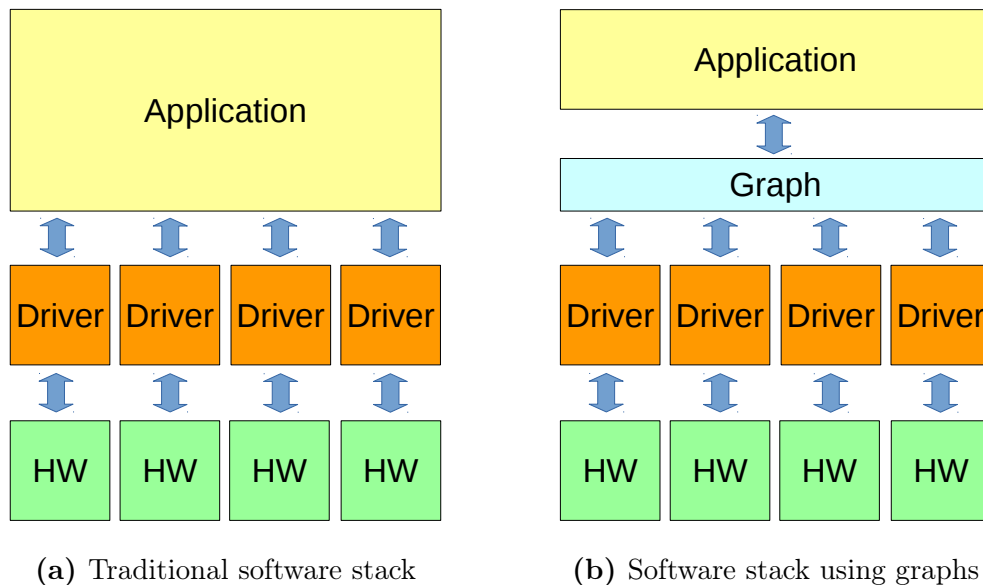 Application
Driver Driver Driver Driver
HW HW HW HW
(a) Traditional software stack
Application
Graph
Driver Driver Driver Driver
HW HW HW HW
(b) Software stack using graphs